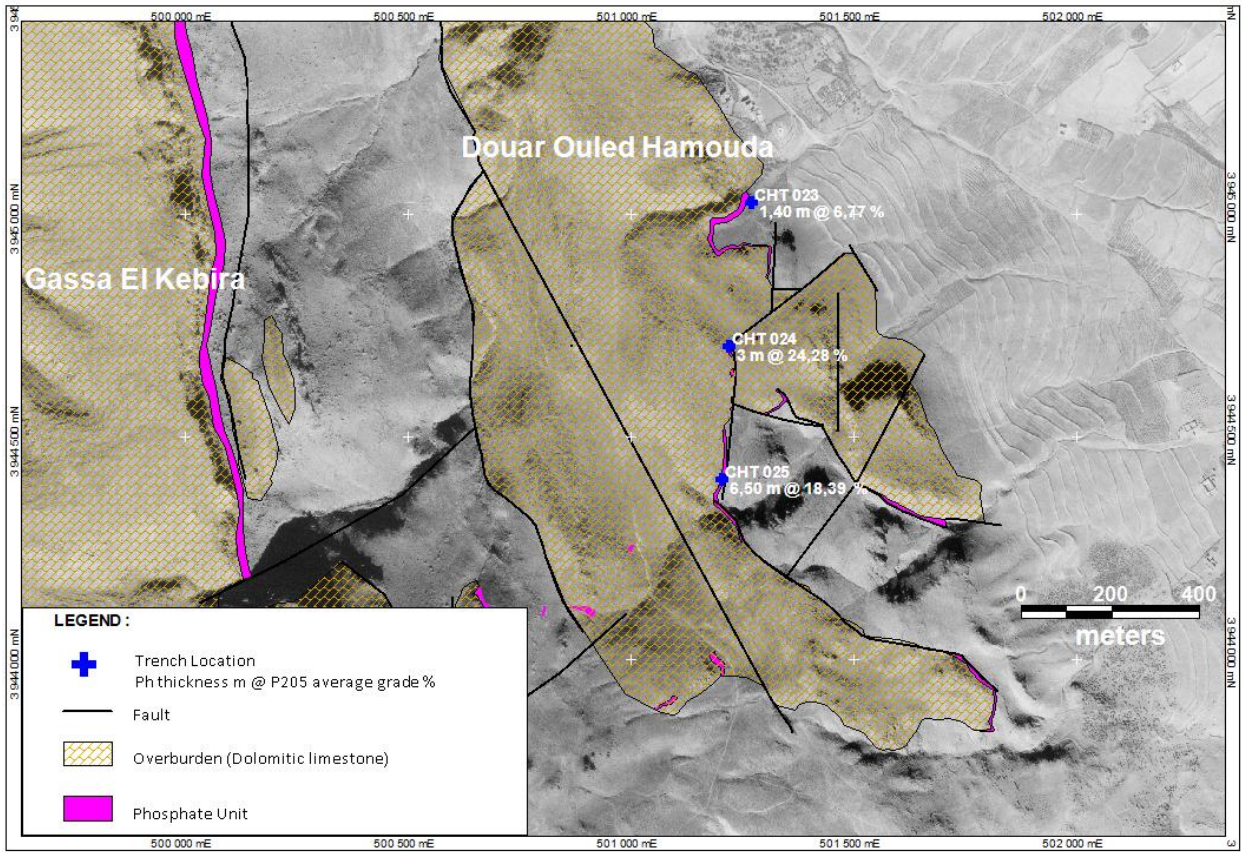 500 000 mE
500 500 mE
501 000 mE
501 500 mE
502 000 mE
mN
3 945 000 mN
3 945 000 mN
Douar Ouled Hamouda
CHT 023
1,40 m @ 6,77 %
Gassa El Kebira
CHT 024
3 m @ 24,28 %
3 944 500 mN
3 944 500 mN
CHT 025
6,50 m @ 18,39 %
0 200 400
meters
3 944 000 mN
3 944 000 mN
LEGEND :
Trench Location
Ph thickness m @ P205 average grade %
Fault
Overburden (Dolomitic limestone)
Phosphate Unit
500 000 mE
500 500 mE
501 000 mE
501 500 mE
502 000 mE
3